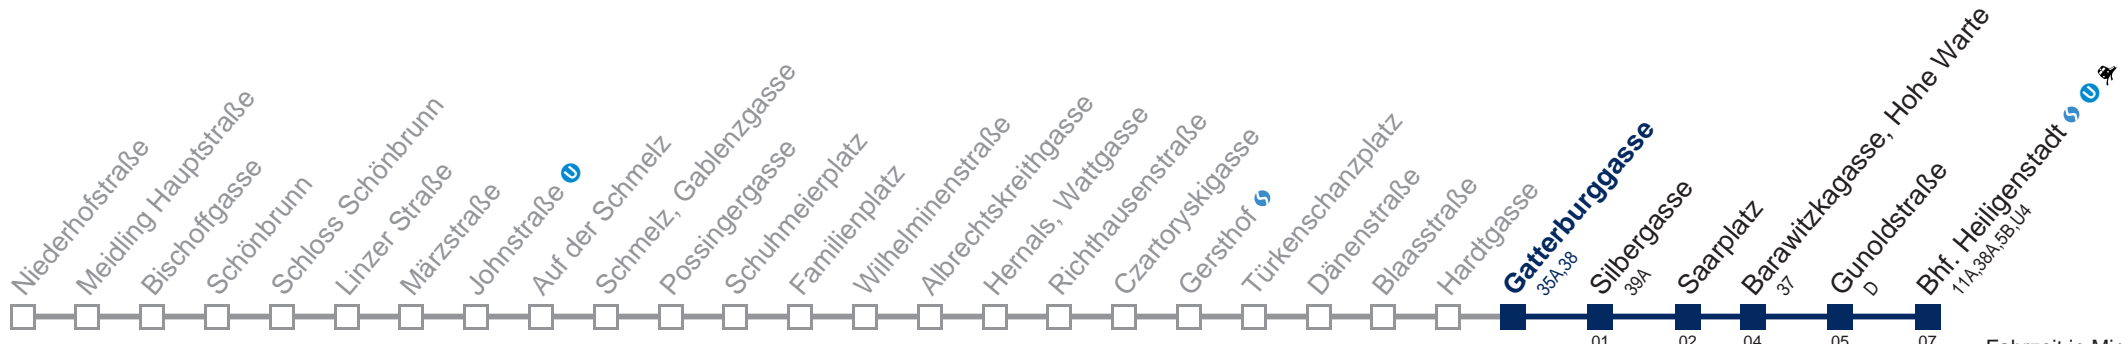 Niederhofstraße
Meidling Hauptstraße
Bischoffgasse
Schönbrunn
Schloss Schönbrunn
Linzer Straße
Märzstraße
Johnstraße U
Auf der Schmelz
Schmelz, Gablenzgasse
Possingergasse
Schuhmeierplatz
Familienplatz
Wilhelminenstraße
Albrechtskreithgasse
Hernals, Wattgasse
Richthausenstraße
Czartoryskigasse
Gersthof
Türkenschanzplatz
Dänenstraße
Blaasstraße
Hardtgasse
Gatterburggasse
35A,38
Silbergasse
39A
Saarplatz
Barawitzkagasse, Hohe Warte
37
Gunoldstraße
D
Bhf. Heiligenstadt U
11A,38A,5B,U4
01 02 04 05 07
Fahrzeit in